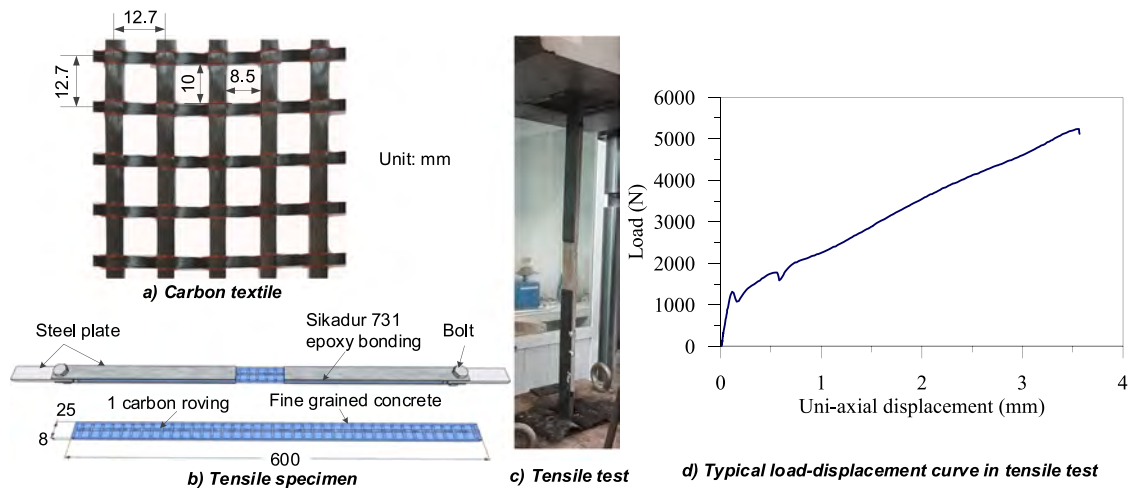 12.7
12.7
10
8.5
Unit: mm
a) Carbon textile
Steel plate
Sikadur 731
epoxy bonding
Bolt
1 carbon roving
Fine grained concrete
25
8
600
b) Tensile specimen
c) Tensile test
6000
5000
4000
3000
2000
1000
0
Load (N)
0
1
2
3
4
Uni-axial displacement (mm)
d) Typical load-displacement curve in tensile test